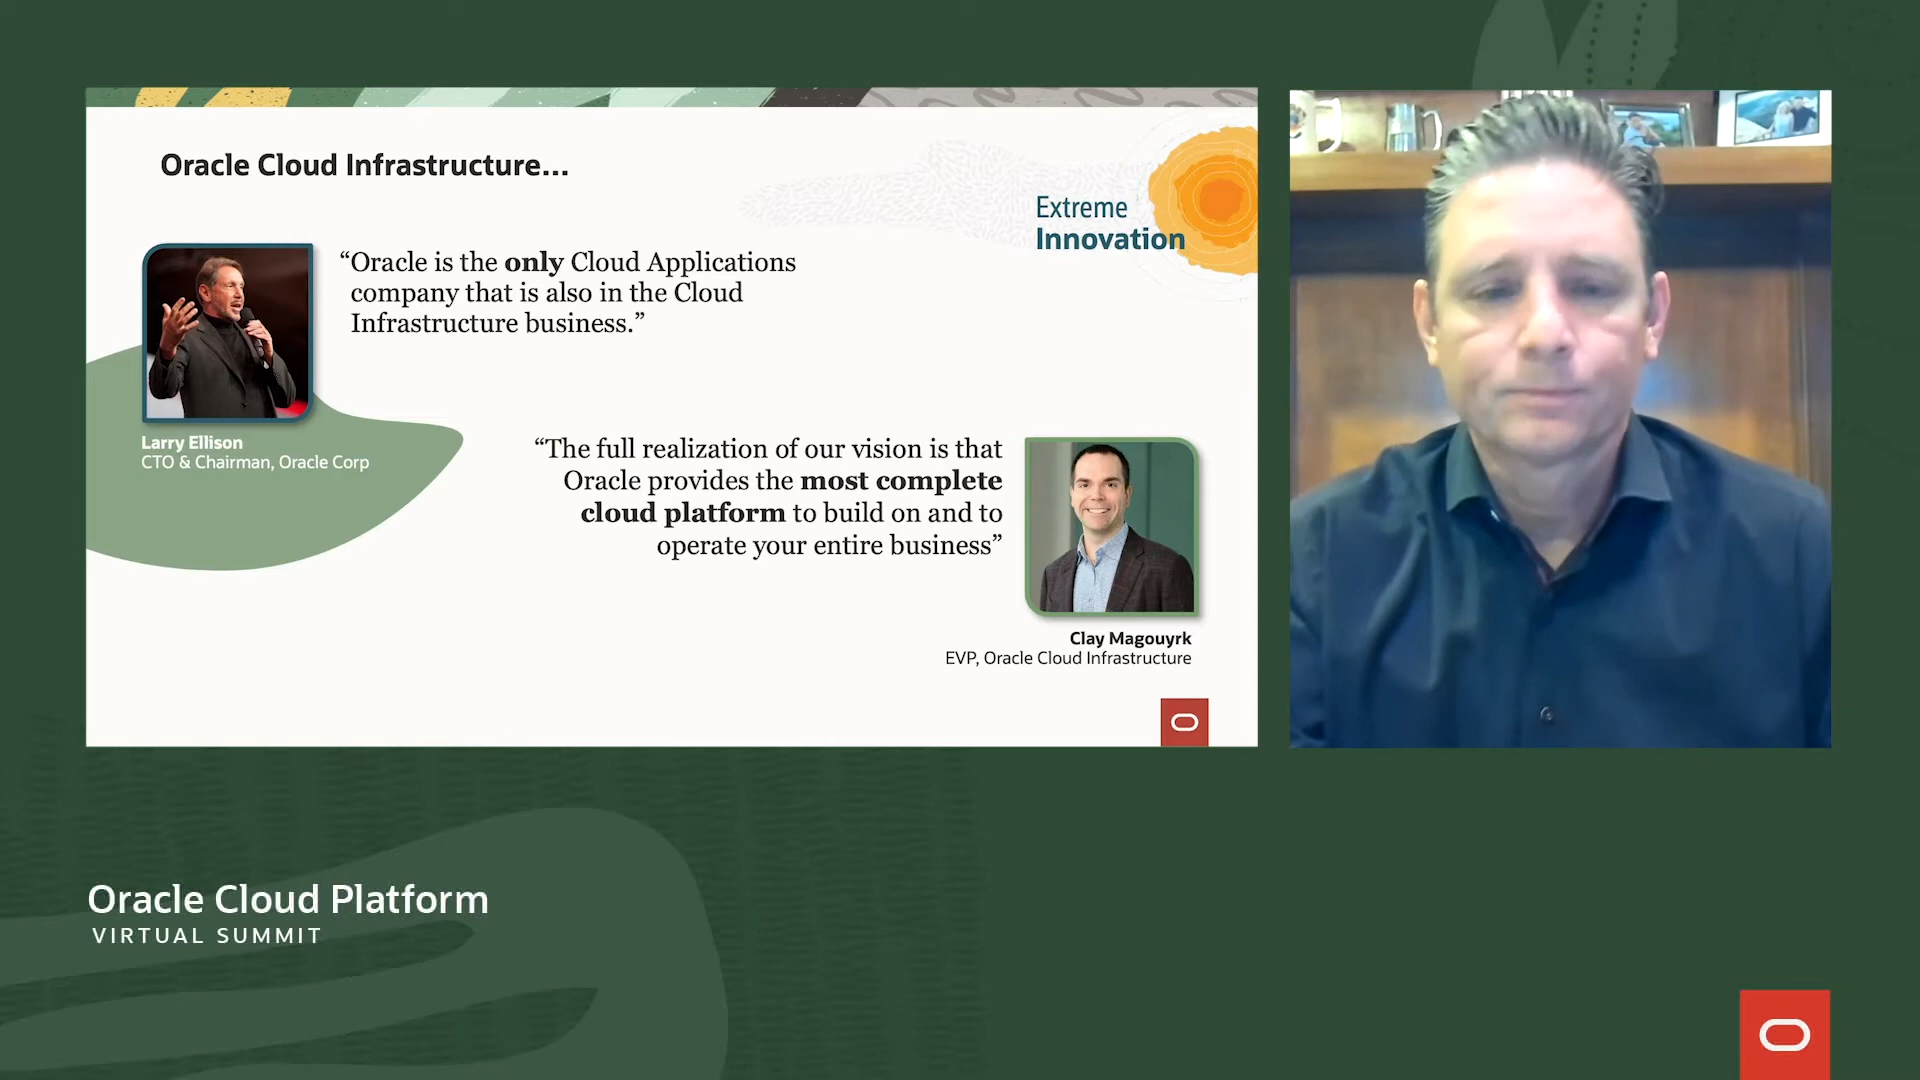 Oracle Cloud Infrastructure...
Extreme
Innovation
“Oracle is the only Cloud Applications
company that is also in the Cloud
Infrastructure business.”
Larry Ellison
CTO & Chairman, Oracle Corp
“The full realization of our vision is that
Oracle provides the most complete
cloud platform to build on and to
operate your entire business”
Clay Magouyrk
EVP, Oracle Cloud Infrastructure
Oracle Cloud Platform
VIRTUAL SUMMIT